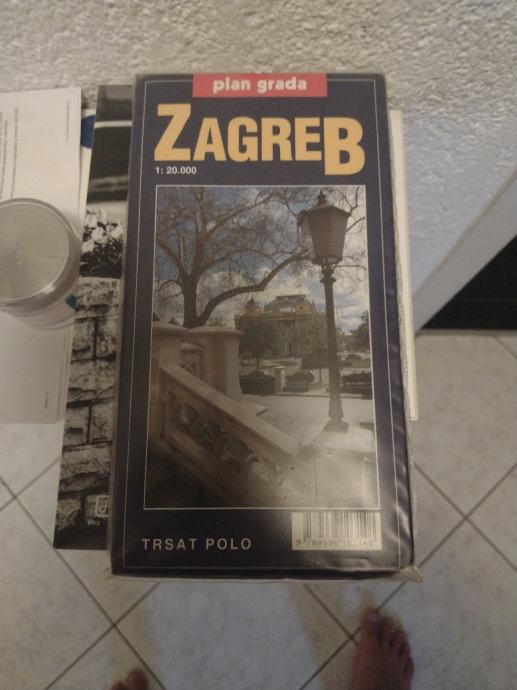 plan grada
ZAGREB
1: 20.000
TRSAT POLO